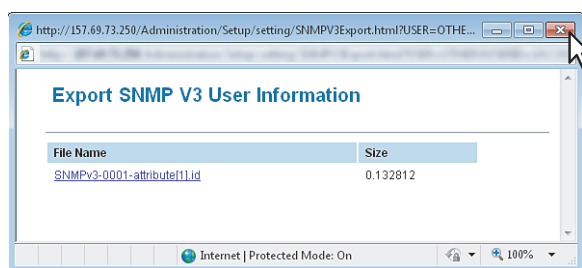 http://157.69.73.250/Administration/Setup/setting/SNMPV3Export.html?USER=OTHE...
Export SNMP V3 User Information
File Name Size
SNMPv3-0001-attribute[1].id 0.132812
Internet | Protected Mode: On 100%